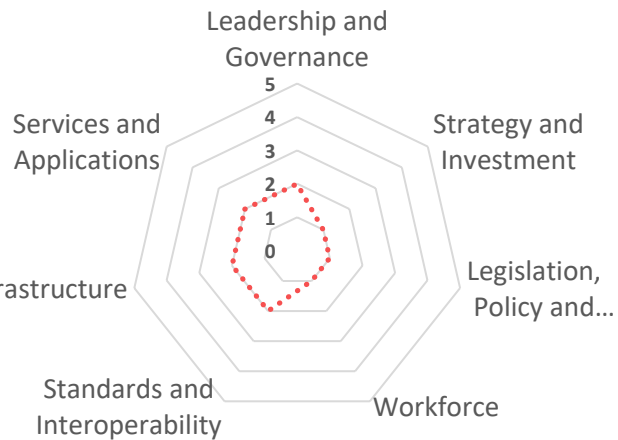 Leadership and
Governance
5
4
3
2
1
0
Strategy and
Investment
Legislation,
Policy and...
Workforce
Standards and
Interoperability
rastructure
Services and
Applications